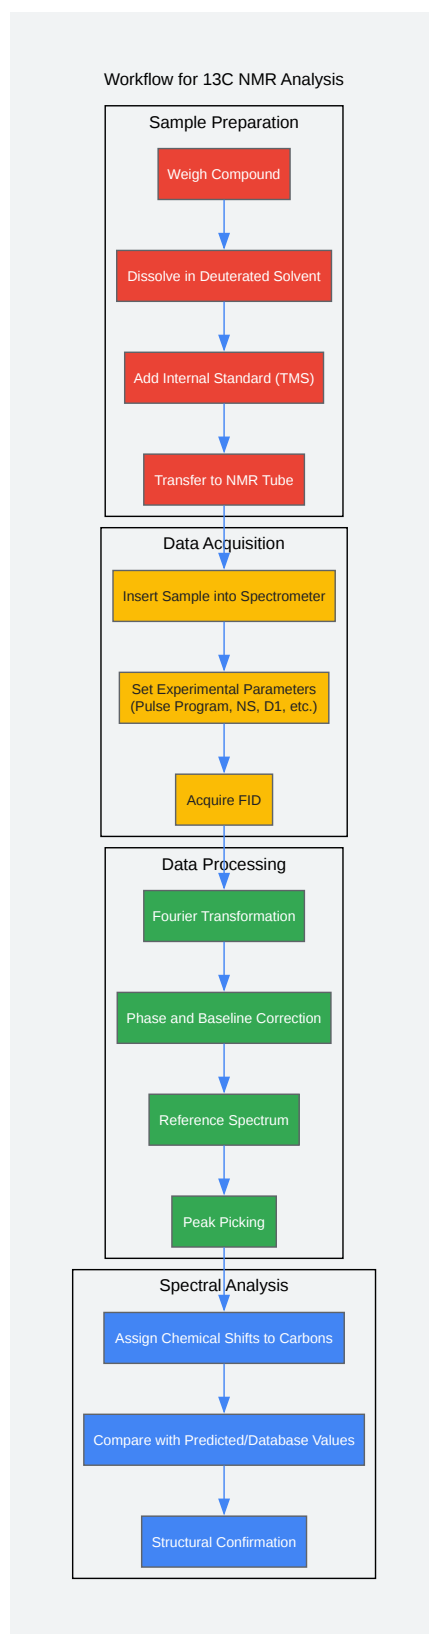 Workflow for 13C NMR Analysis
Sample Preparation
Weigh Compound
Dissolve in Deuterated Solvent
Add Internal Standard (TMS)
Transfer to NMR Tube
Data Acquisition
Insert Sample into Spectrometer
Set Experimental Parameters
(Pulse Program, NS, D1, etc.)
Acquire FID
Data Processing
Fourier Transformation
Phase and Baseline Correction
Reference Spectrum
Peak Picking
Spectral Analysis
Assign Chemical Shifts to Carbons
Compare with Predicted/Database Values
Structural Confirmation